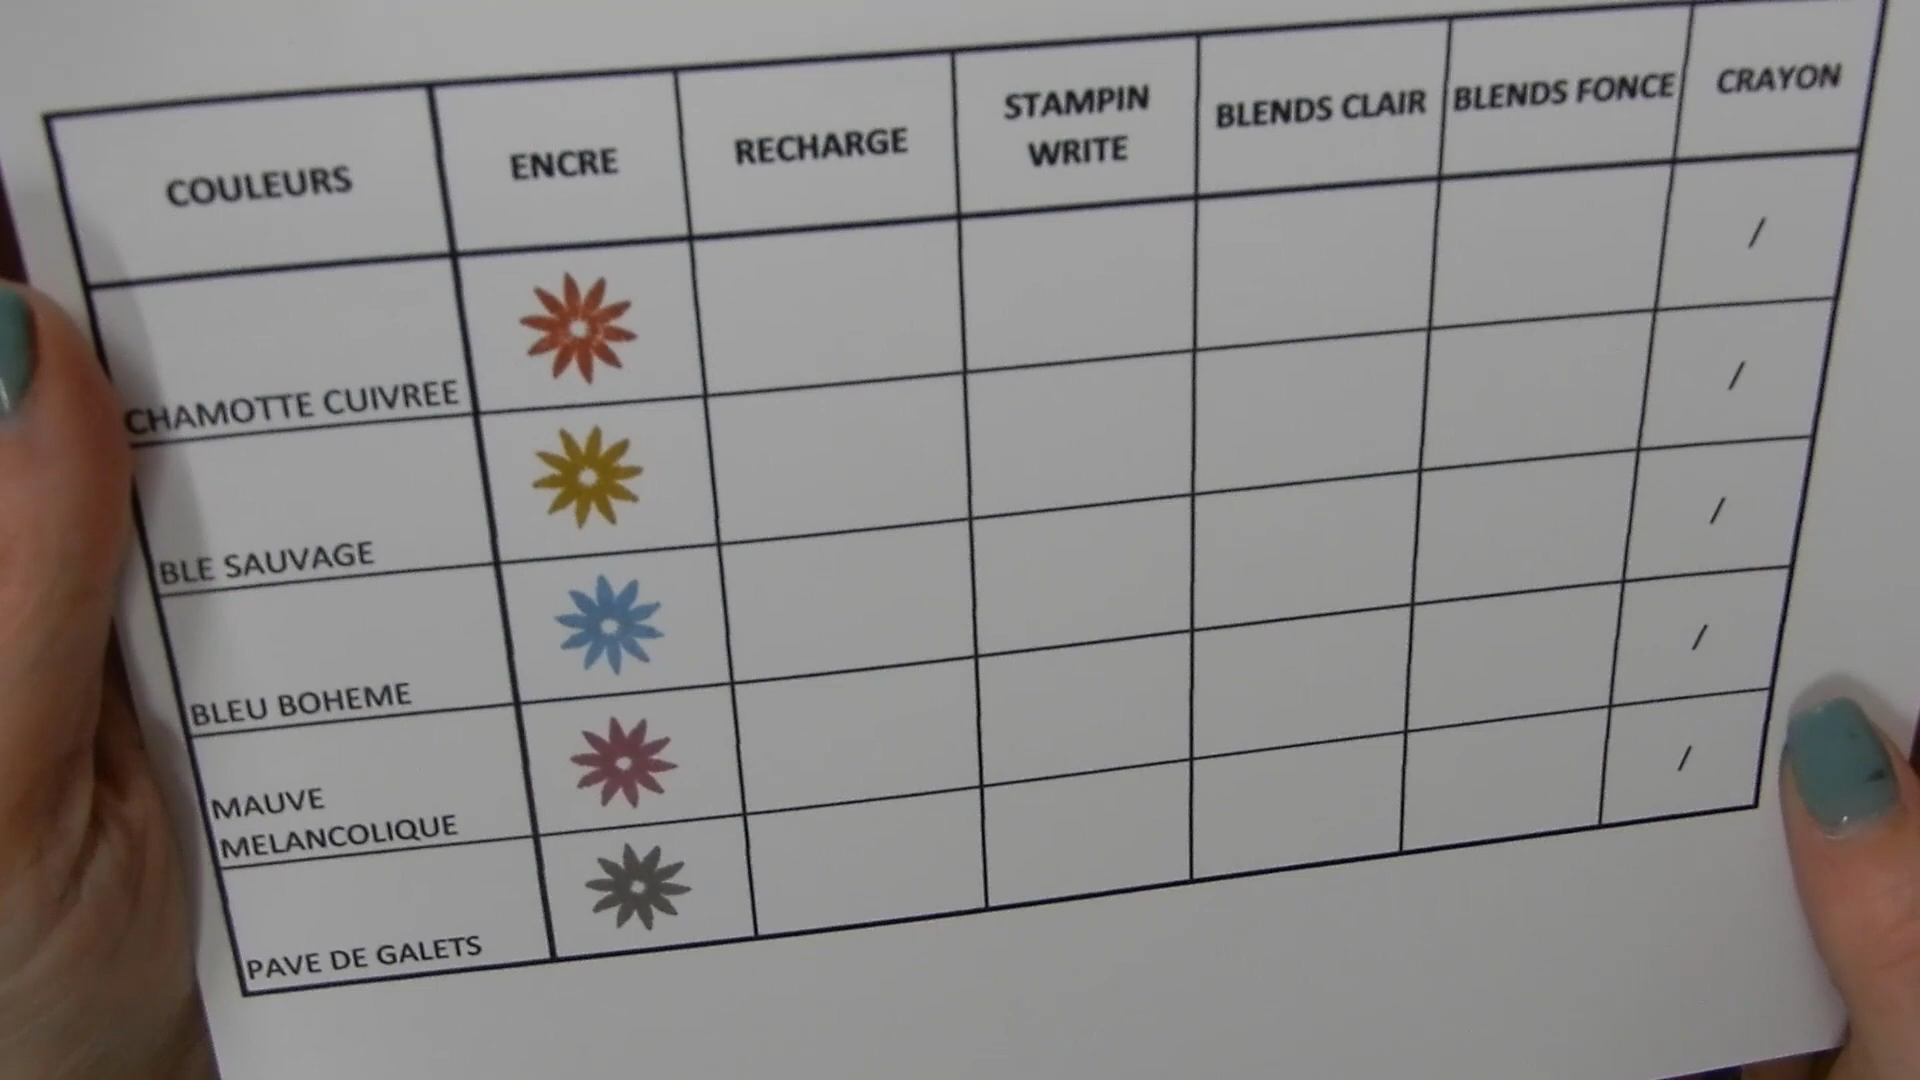 COULEURS ENCRE RECHARGE STAMPIN WRITE BLENDS CLAIR BLENDS FONCE CRAYON
CHAMOTTE CUIVREE /
BLE SAUVAGE /
BLEU BOHEME /
MAUVE
MELANCOLIQUE /
PAVE DE GALETS /